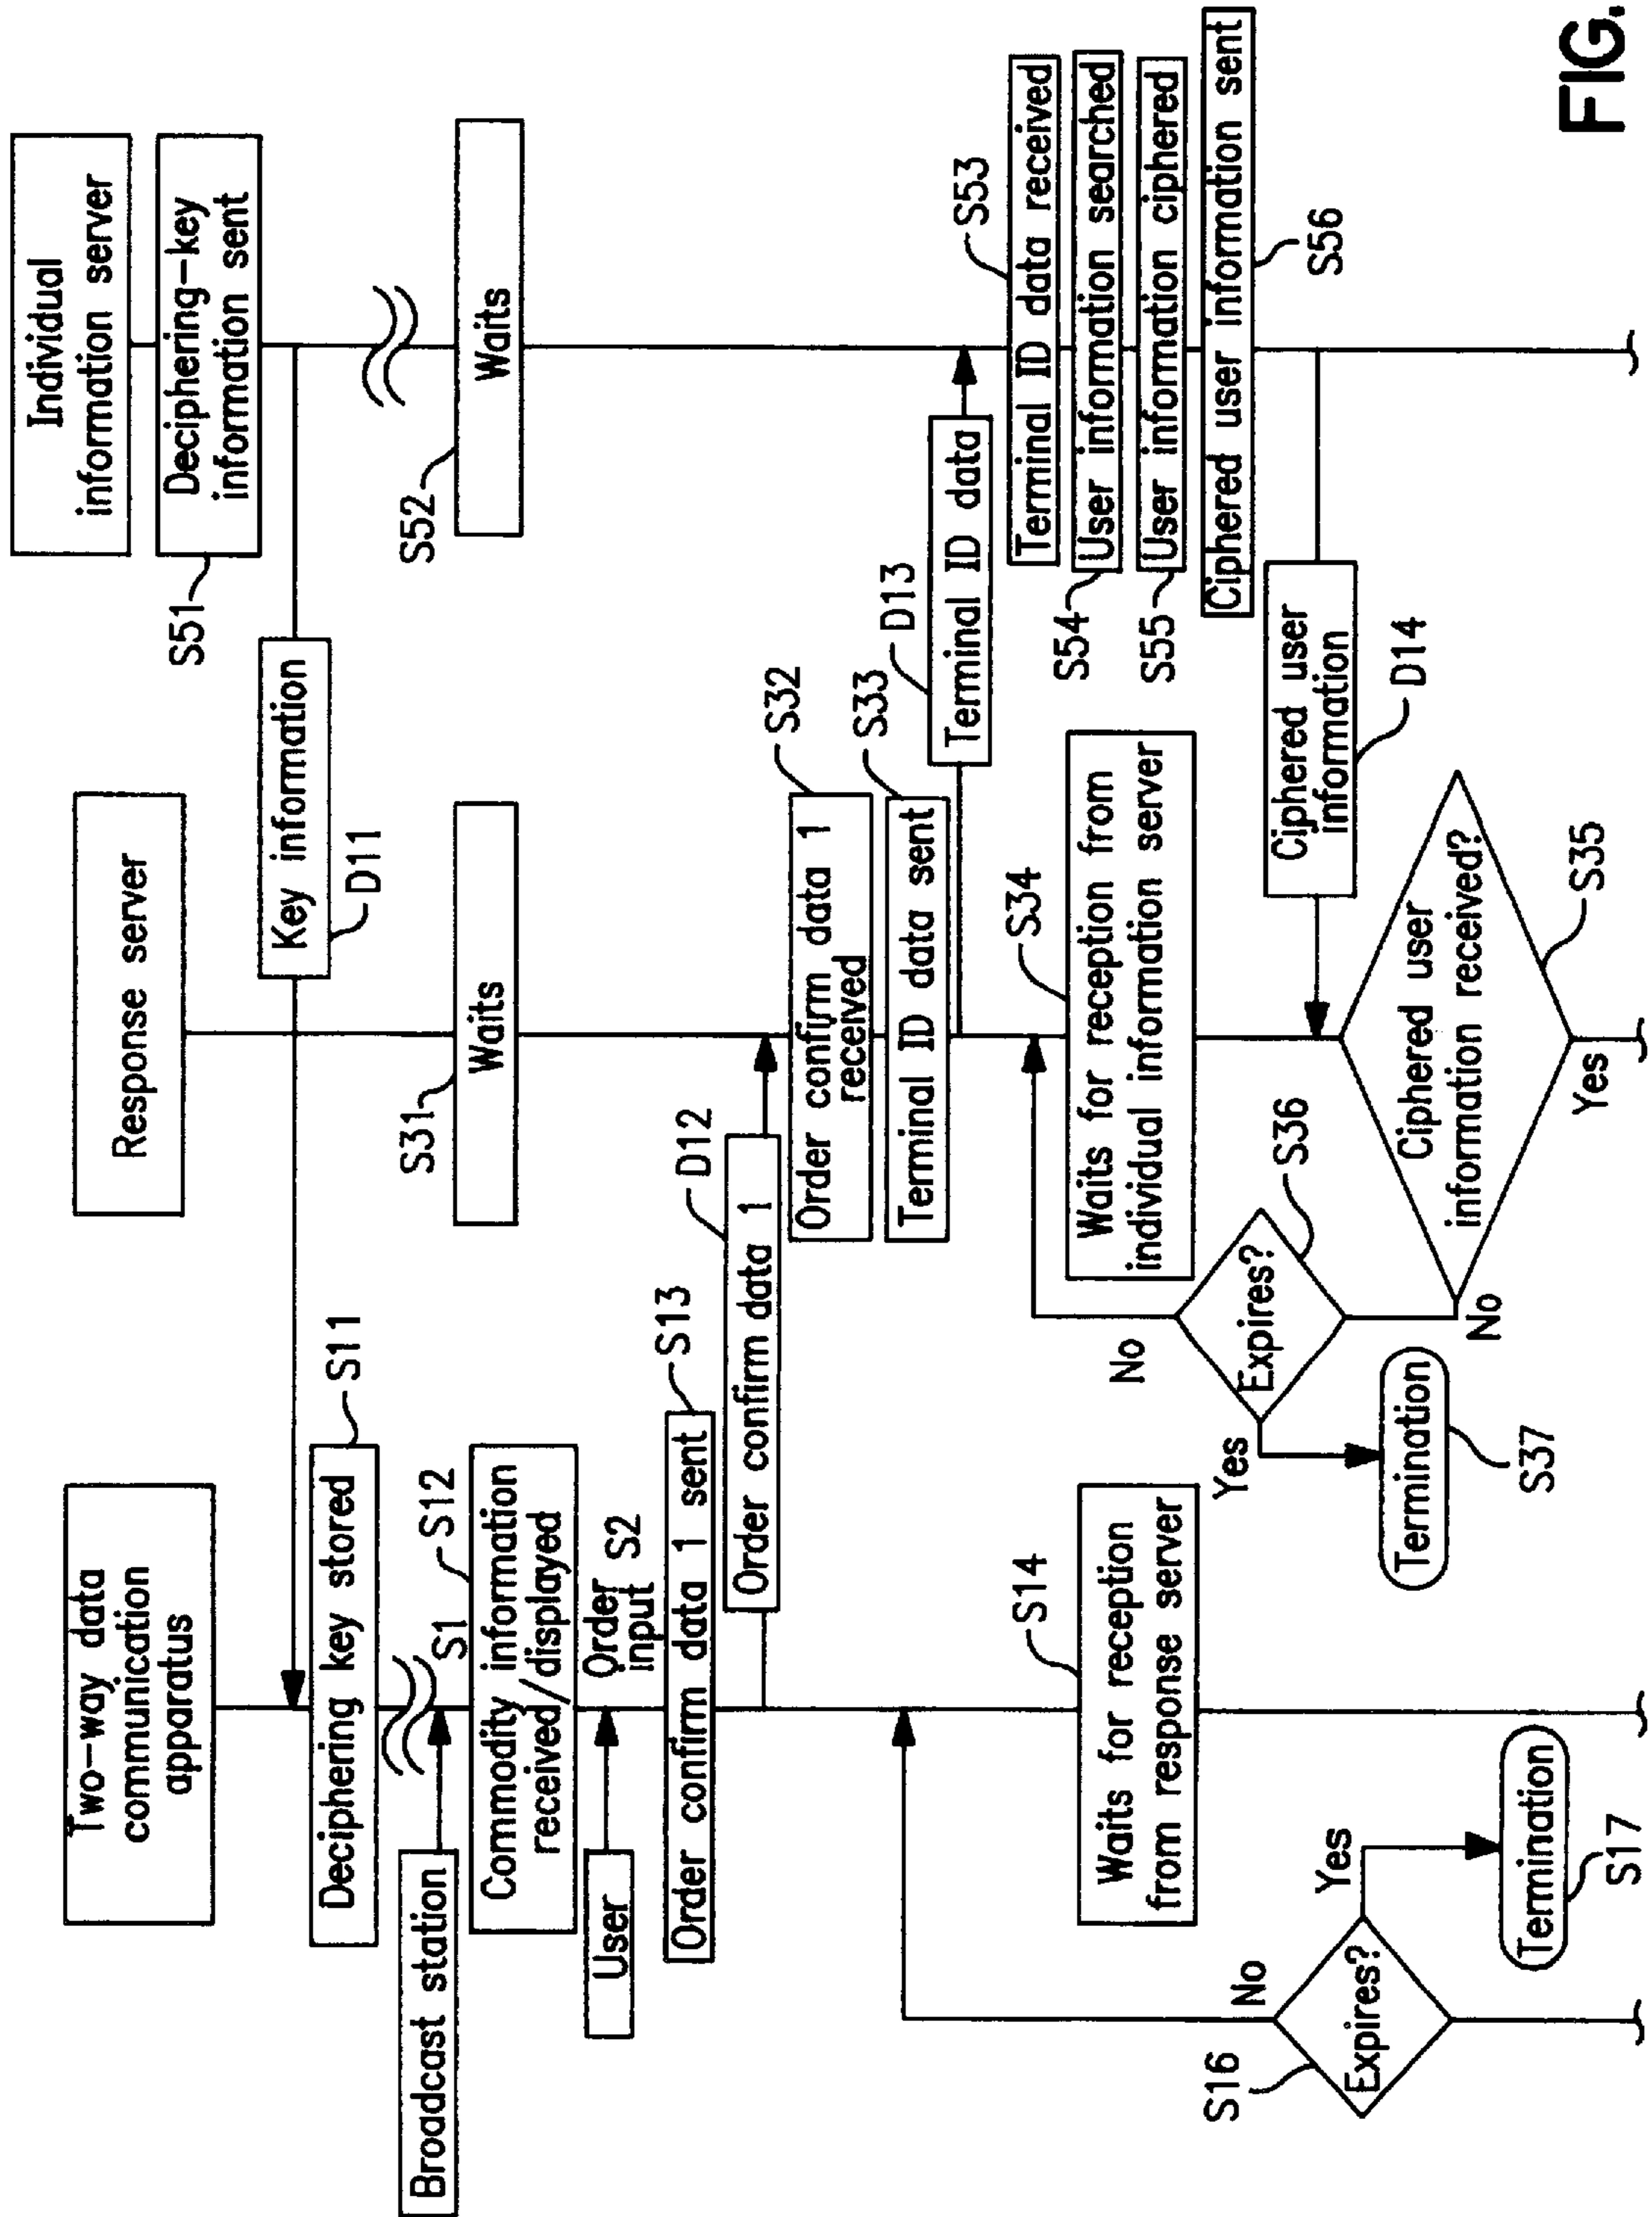 Two-way data
communication
apparatus
Response server
Individual
information server
Deciphering-key
information sent
S51
Key information
D11
Deciphering key stored
S11
Broadcast station
S1
S12
Commodity information
received/displayed
S31
Waits
S52
Waits
User
Order
input S2
Order confirm data 1 sent
S13
Order confirm data 1
D12
Order confirm data 1
received
S32
Terminal ID data sent
S33
Terminal ID data
D13
Terminal ID data received
S53
S54
User information searched
S55
User information ciphered
Ciphered user information sent
S56
S14
Waits for reception
from response server
Waits for reception from
individual information server
S34
Ciphered user
information
D14
No
Expires?
S36
Yes
Termination
S37
Ciphered user
information received?
S35
No
Yes
S16
Expires?
No
Yes
Termination
S17
FIG.